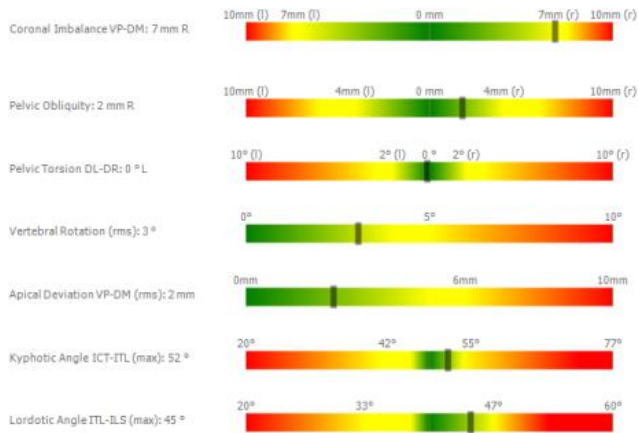 10mm (l) 7mm (l) 0 mm 7mm (r) 10mm (r)
Coronal Imbalance VP-DM: 7 mm R
10mm (l) 4mm (l) 0 mm 4mm (r) 10mm (r)
Pelvic Obliquity: 2 mm R
10° (l) 2° (l) 0 ° 2° (r) 10° (r)
Pelvic Torsion DL-DR: 0 ° L
0° 5° 10°
Vertebral Rotation (rms): 3 °
0mm 6mm 10mm
Apical Deviation VP-DM (rms): 2 mm
20° 42° 55° 77°
Kyphotic Angle ICT-ITL (max): 52 °
20° 33° 47° 60°
Lordotic Angle ITL-ILS (max): 45 °